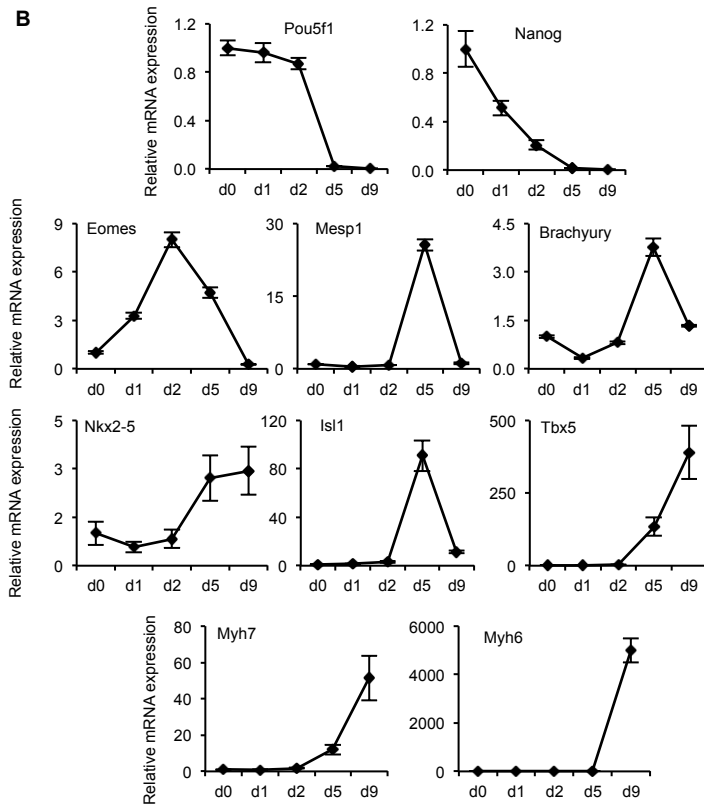 B
Pou5f1
Relative mRNA expression
1.2
0.8
0.4
0.0
d0 d1 d2 d5 d9
Nanog
1.2
0.8
0.4
0.0
d0 d1 d2 d5 d9
Eomes
Relative mRNA expression
9
6
3
0
d0 d1 d2 d5 d9
Mesp1
30
15
0
d0 d1 d2 d5 d9
Brachyury
4.5
3.0
1.5
0.0
d0 d1 d2 d5 d9
Nkx2-5
Relative mRNA expression
5
3
2
0
d0 d1 d2 d5 d9
Isl1
120
80
40
0
d0 d1 d2 d5 d9
Tbx5
500
250
0
d0 d1 d2 d5 d9
Myh7
Relative mRNA expression
80
60
40
20
0
d0 d1 d2 d5 d9
Myh6
6000
4000
2000
0
d0 d1 d2 d5 d9